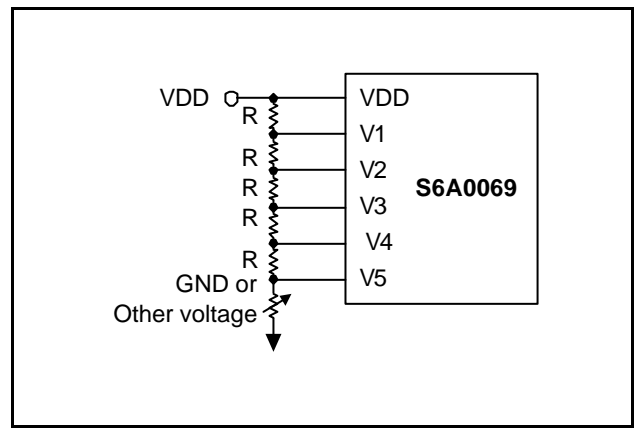 VDD VDD
R
V1
R
V2
R
S6A0069
V3
R
V4
R
GND or V5
Other voltage